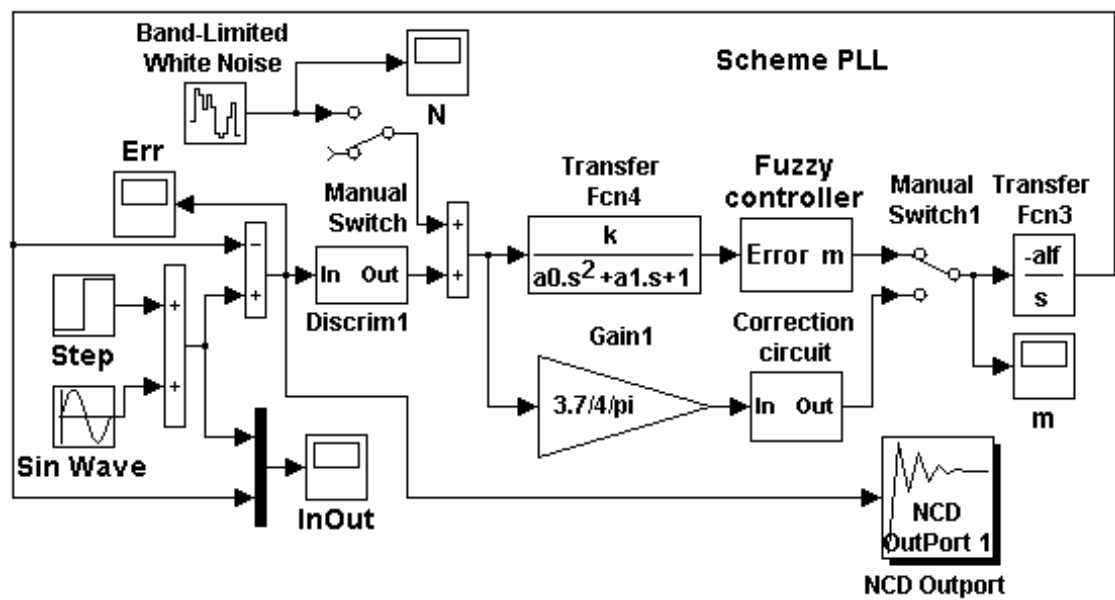 Band-Limited
White Noise
N
Scheme PLL
Err
Manual
Switch
Transfer
Fcn4
Fuzzy
controller
Manual
Switch1
Transfer
Fcn3
+
+
k
a0.s²+a1.s+1
Error m
-alf
s
−
+
In Out
Discrim1
Step
+
+
Gain1
3.7/4/pi
Correction
circuit
In Out
m
Sin Wave
InOut
NCD
OutPort 1
NCD Outport